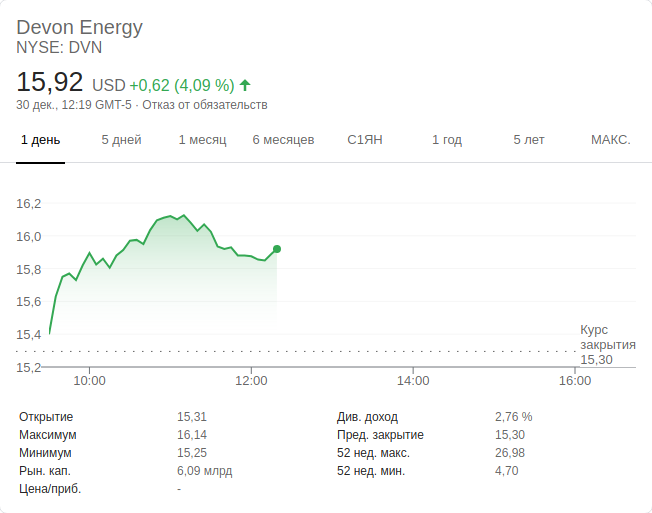 Devon Energy
NYSE: DVN
15,92 USD +0,62 (4,09 %)
30 дек., 12:19 GMT-5 · Отказ от обязательств
1 день 5 дней 1 месяц 6 месяцев С1ЯН 1 год 5 лет МАКС.
16,2
16,0
15,8
15,6
15,4
15,2
Курс
закрытия
15,30
10:00 12:00 14:00 16:00
Открытие 15,31 Див. доход 2,76 %
Максимум 16,14 Пред. закрытие 15,30
Минимум 15,25 52 нед. макс. 26,98
Рын. кап. 6,09 млрд 52 нед. мин. 4,70
Цена/приб. -